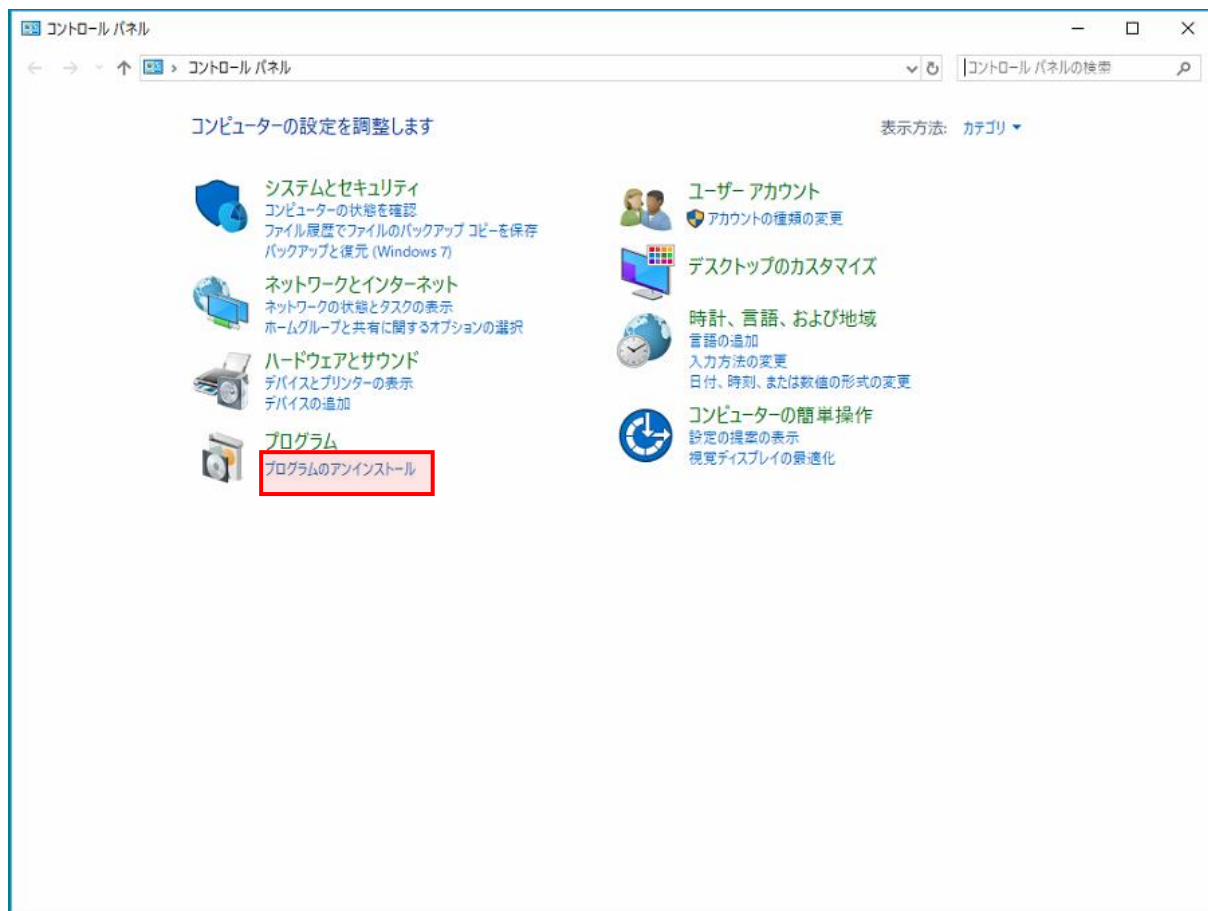 コントロール パネル
コントロール パネル
コントロール パネルの検索
コンピューターの設定を調整します
表示方法: カテゴリ
システムとセキュリティ
コンピューターの状態を確認
ファイル履歴でファイルのバックアップ コピーを保存
バックアップと復元 (Windows 7)
ネットワークとインターネット
ネットワークの状態とタスクの表示
ホームグループと共有に関するオプションの選択
ハードウェアとサウンド
デバイスとプリンターの表示
デバイスの追加
プログラム
プログラムのアンインストール
ユーザー アカウント
アカウントの種類の変更
デスクトップのカスタマイズ
時計、言語、および地域
言語の追加
入力方法の変更
日付、時刻、または数値の形式の変更
コンピューターの簡単操作
設定の提案の表示
視覚ディスプレイの最適化